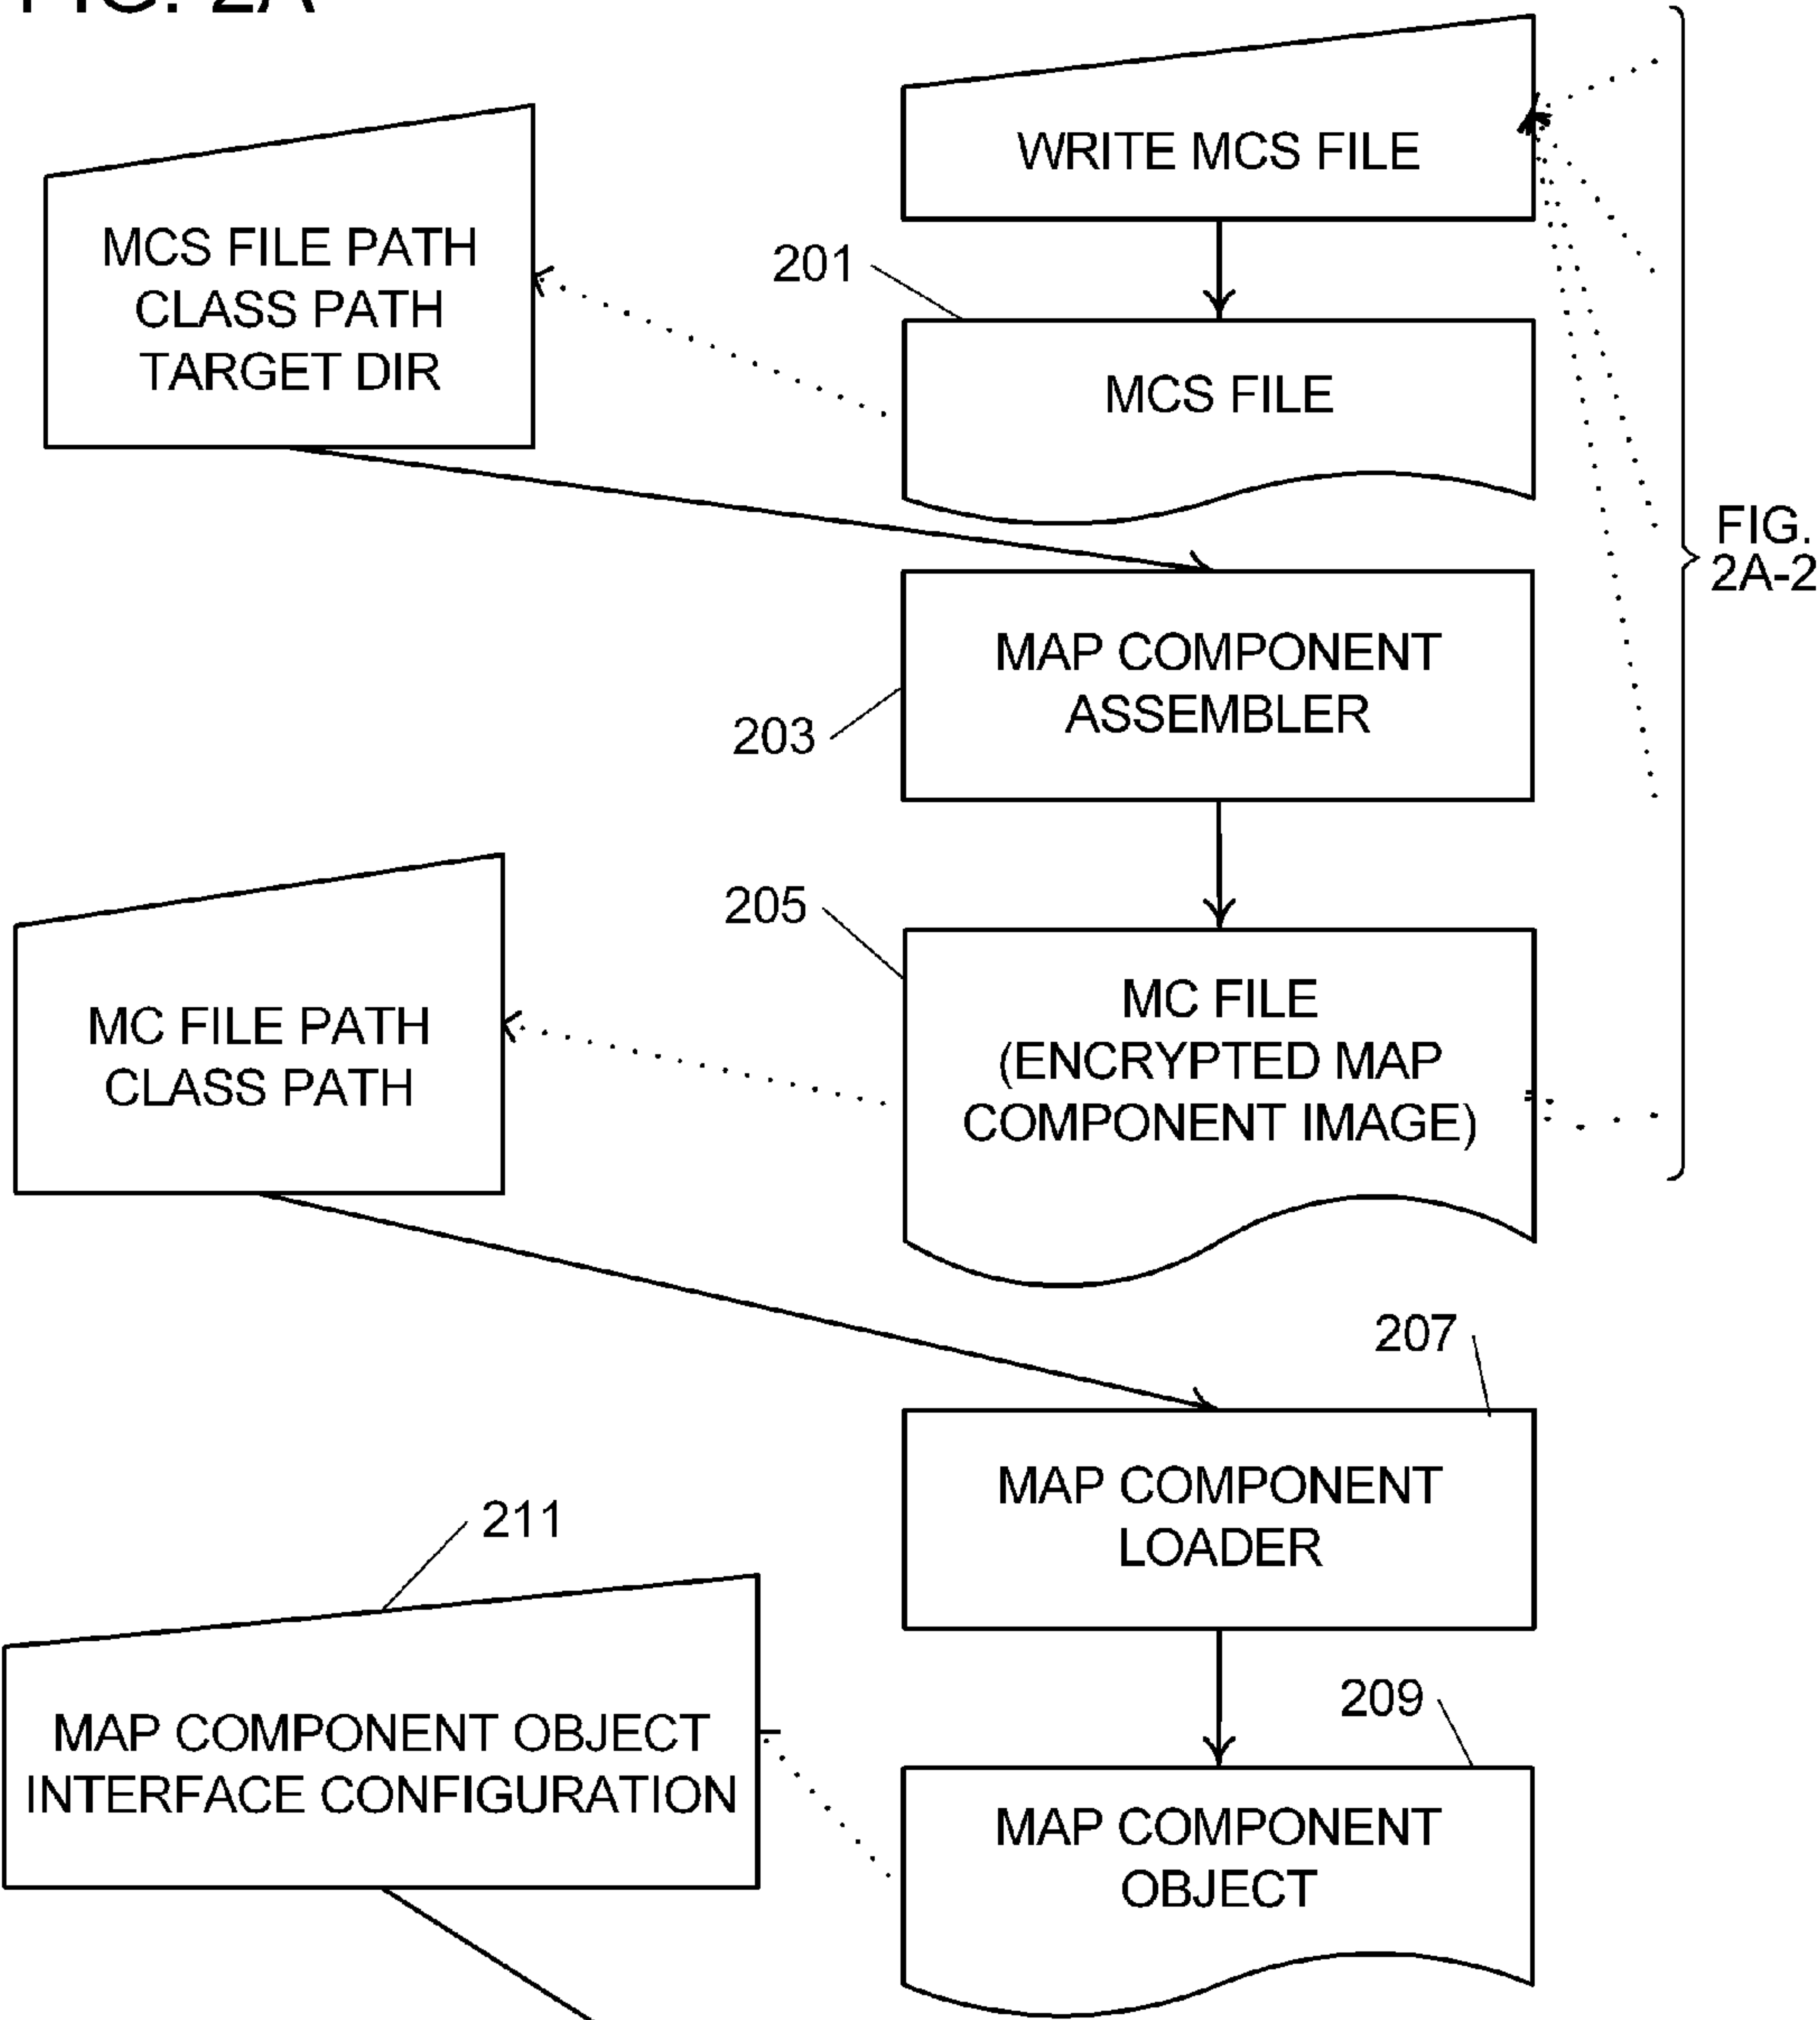 FIG. 2A
WRITE MCS FILE
MCS FILE PATH
CLASS PATH
TARGET DIR
201
MCS FILE
FIG.
2A-2
MAP COMPONENT
ASSEMBLER
203
205
MC FILE
(ENCRYPTED MAP
COMPONENT IMAGE)
MC FILE PATH
CLASS PATH
207
MAP COMPONENT
LOADER
211
MAP COMPONENT OBJECT
INTERFACE CONFIGURATION
209
MAP COMPONENT
OBJECT